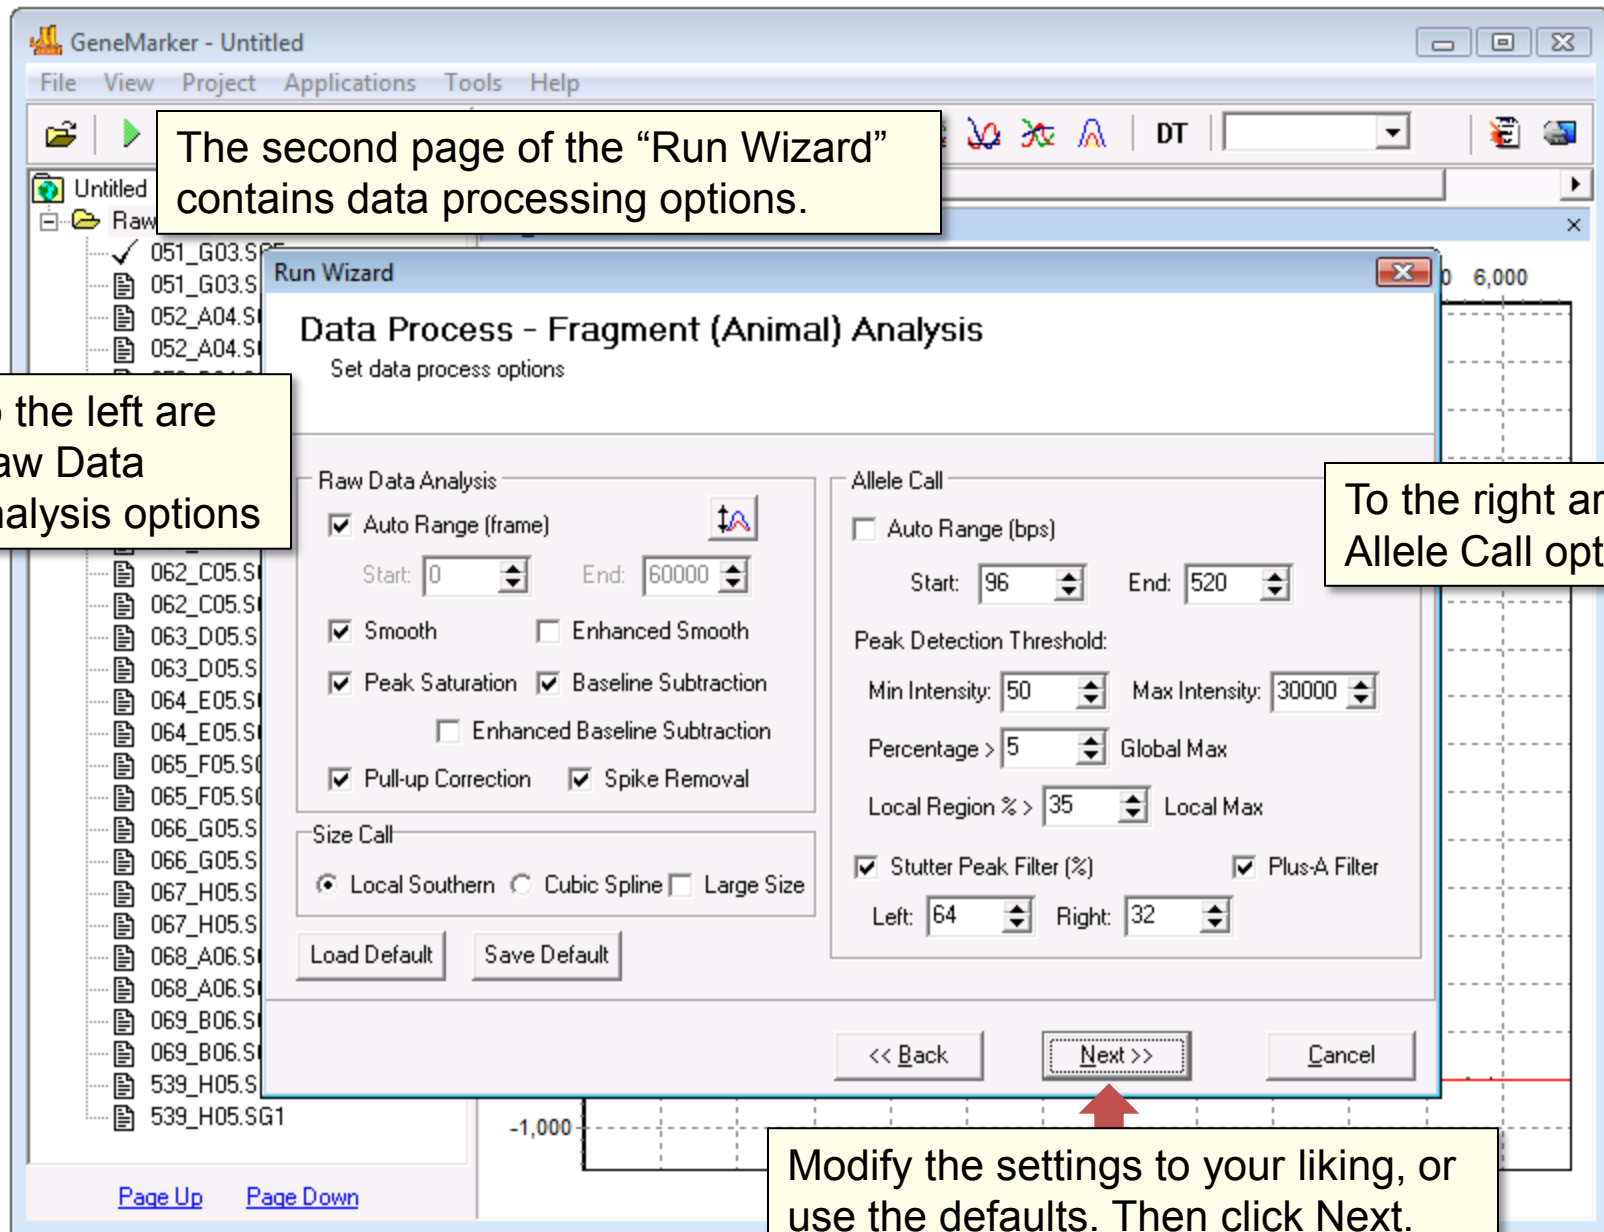 GeneMarker - Untitled
File View Project Applications Tools Help
DT
The second page of the “Run Wizard”
contains data processing options.
Untitled
Raw
051_G03.S
051_G03.S
052_A04.S
052_A04.S
the left are
aw Data
nalysis options
062_C05.S
062_C05.S
063_D05.S
063_D05.S
064_E05.S
064_E05.S
065_F05.S
065_F05.S
066_G05.S
066_G05.S
067_H05.S
067_H05.S
068_A06.S
068_A06.S
069_B06.S
069_B06.S
539_H05.S
539_H05.SG1
Page Up Page Down
Run Wizard
Data Process - Fragment (Animal) Analysis
Set data process options
Raw Data Analysis
Auto Range (frame)
Start: 0 End: 60000
Smooth Enhanced Smooth
Peak Saturation Baseline Subtraction
Enhanced Baseline Subtraction
Pull-up Correction Spike Removal
Size Call
Local Southern Cubic Spline Large Size
Load Default Save Default
Allele Call
Auto Range (bps)
Start: 96 End: 520
Peak Detection Threshold:
Min Intensity: 50 Max Intensity: 30000
Percentage > 5 Global Max
Local Region % > 35 Local Max
Stutter Peak Filter (%) Plus-A Filter
Left: 64 Right: 32
<< Back Next >> Cancel
0 6,000
To the right ar
Allele Call opt
-1,000
Modify the settings to your liking, or
use the defaults. Then click Next.